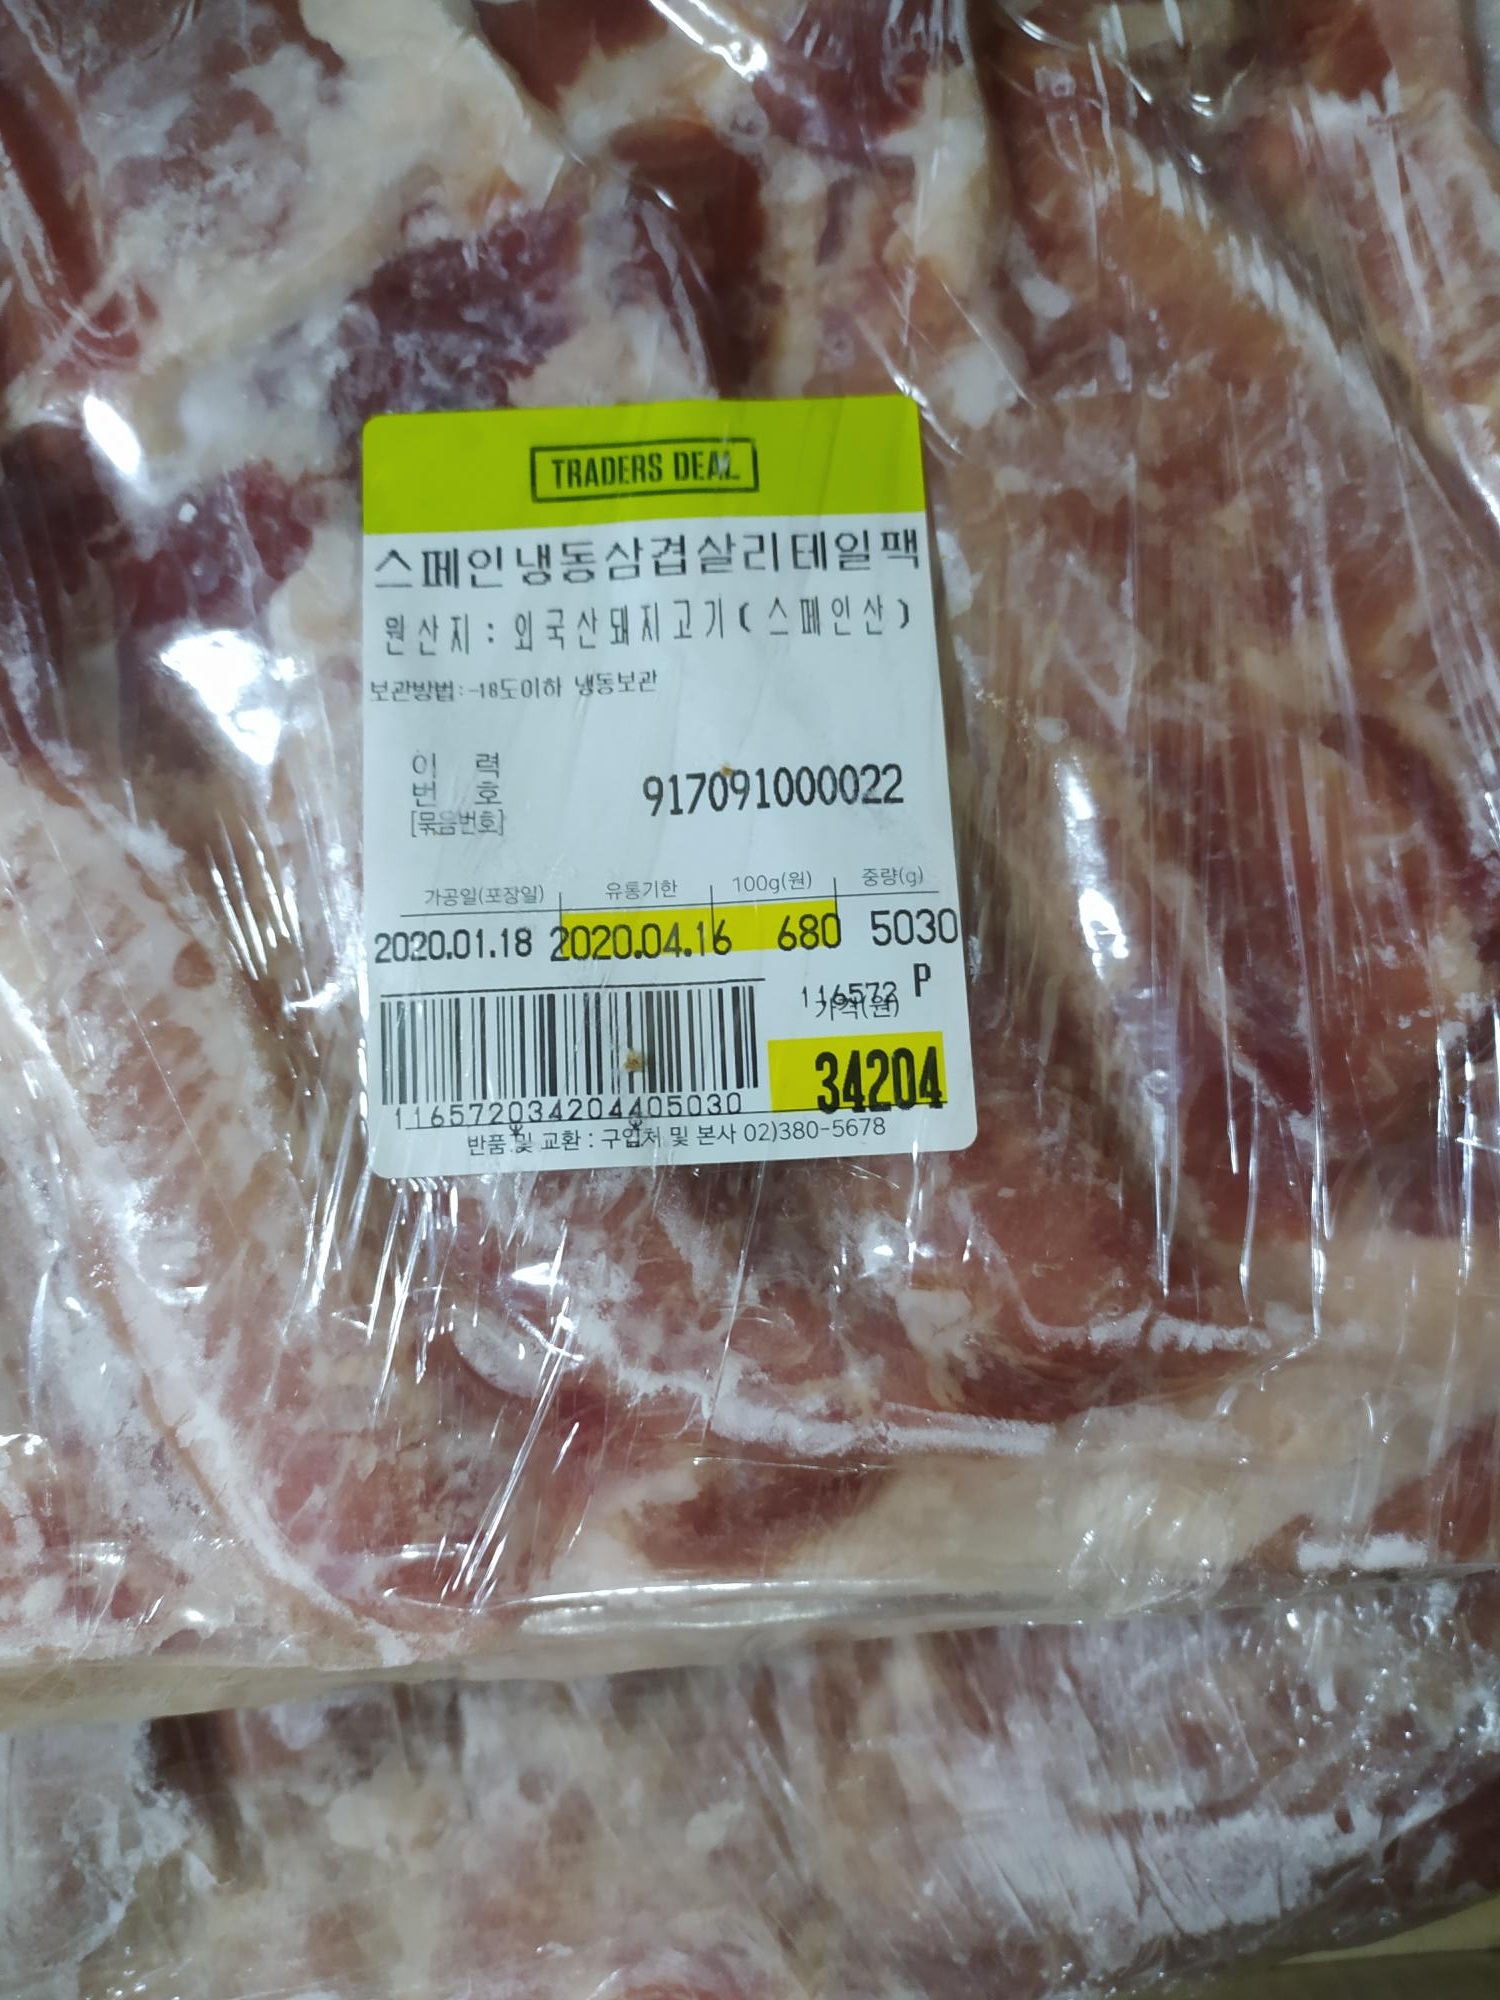 TRADERS DEAL
스페인냉동삼겹살리테일팩
원산지 : 외국산돼지고기(스페인산)
보관방법:-18도이하 냉동보관
이 력
번 호
[묶음번호]
917091000022
가공일(포장일) 유통기한 100g(원) 중량(g)
2020.01.18 2020.04.16 680 5030
116572 P
가격(원)
34204
116572034204405030
반품 및 교환 : 구입처 및 본사 02)380-5678